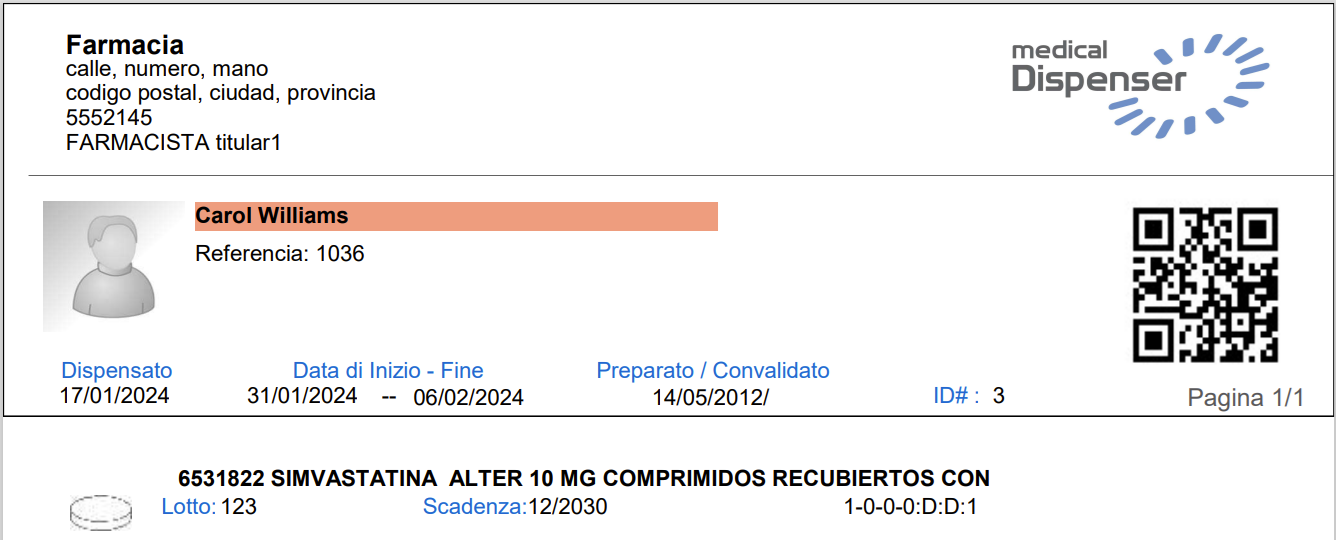 Farmacia
calle, numero, mano
codigo postal, ciudad, provincia
5552145
FARMACISTA titular1
medical
Dispenser
Carol Williams
Referencia: 1036
Dispensato Data di Inizio - Fine Preparato / Convalidato
17/01/2024 31/01/2024 -- 06/02/2024 14/05/2012/ ID# : 3 Pagina 1/1
6531822 SIMVASTATINA ALTER 10 MG COMPRIMIDOS RECUBIERTOS CON
Lotto: 123 Scadenza:12/2030 1-0-0-0:D:D:1